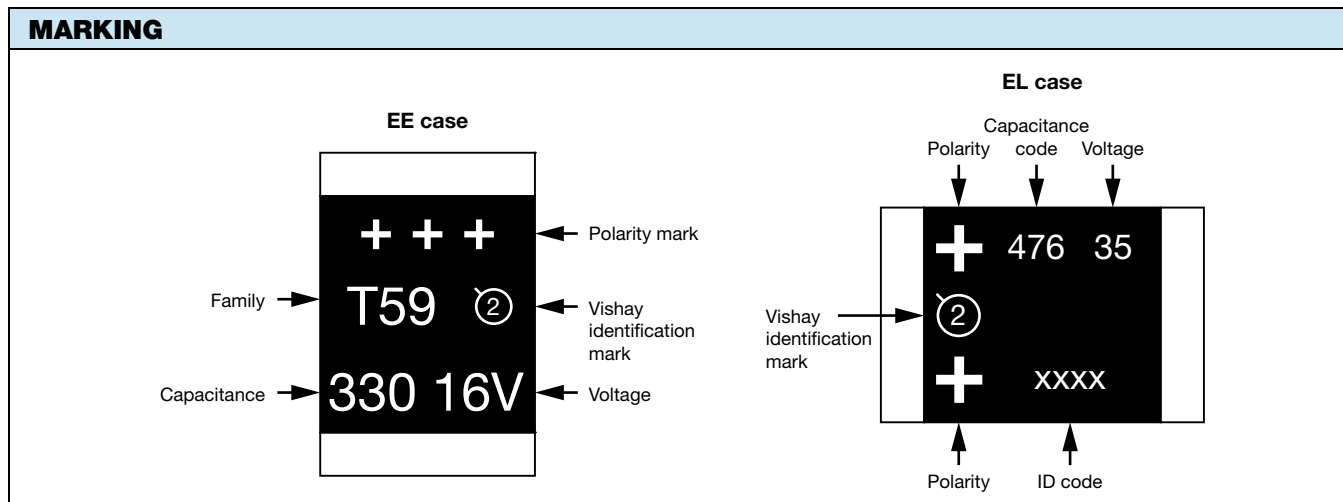 MARKING
EE case
+ + +
Polarity mark
Family
T59 2
Vishay
identification
mark
Capacitance
330 16V
Voltage
EL case
Capacitance
Polarity code Voltage
+ 476 35
Vishay
identification
mark
2
+ xxxx
Polarity ID code